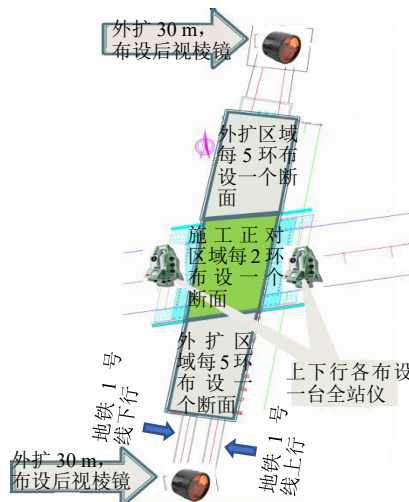 外扩 30 m，
布设后视棱镜
外扩区域
每 5 环布
设一个断
面
施工正对
区域每2环
布设一个
断面
外扩区
域每5环
布设一
个断面
上下行各布设
一台全站仪
地铁 1 号
线下行
地铁 1 号
线上行
外扩 30 m，
布设后视棱镜